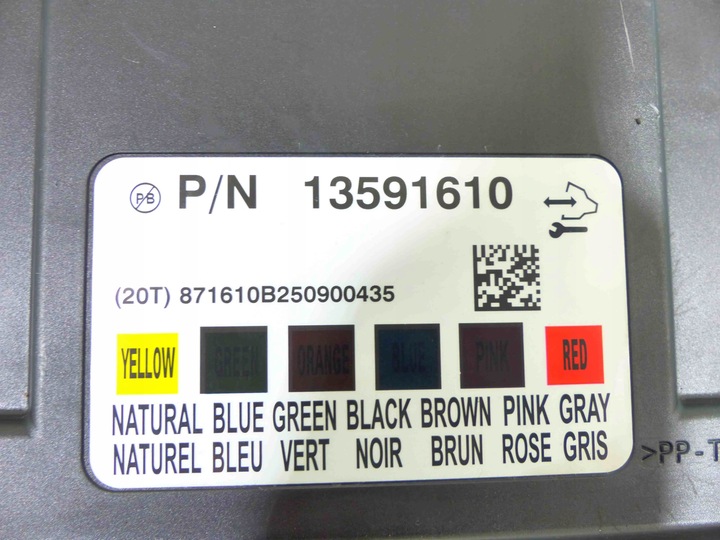 P/B P/N 13591610
(20T) 871610B250900435
YELLOW GREEN ORANGE BLUE PINK RED
NATURAL BLUE GREEN BLACK BROWN PINK GRAY
NATUREL BLEU VERT NOIR BRUN ROSE GRIS
>PP-T